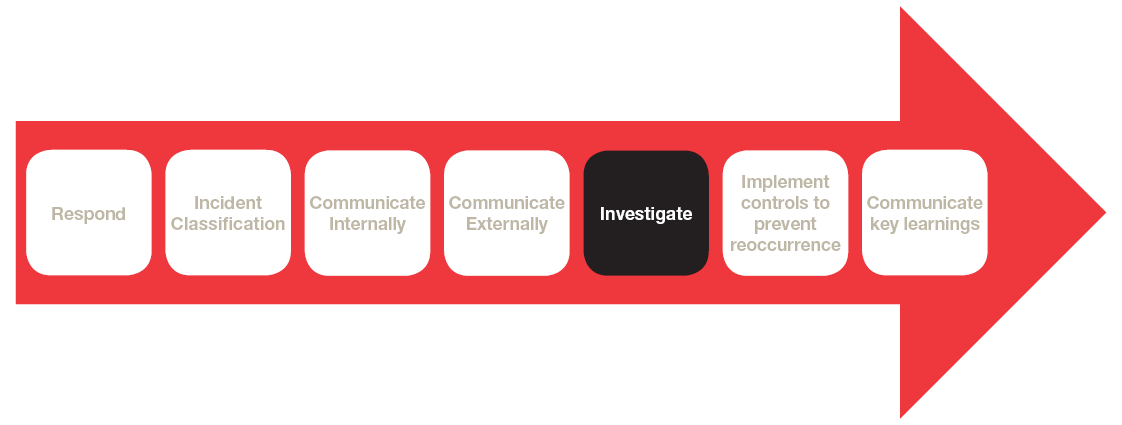 Respond
Incident
Classification
Communicate
Internally
Communicate
Externally
Investigate
Implement
controls to
prevent
reoccurrence
Communicate
key learnings